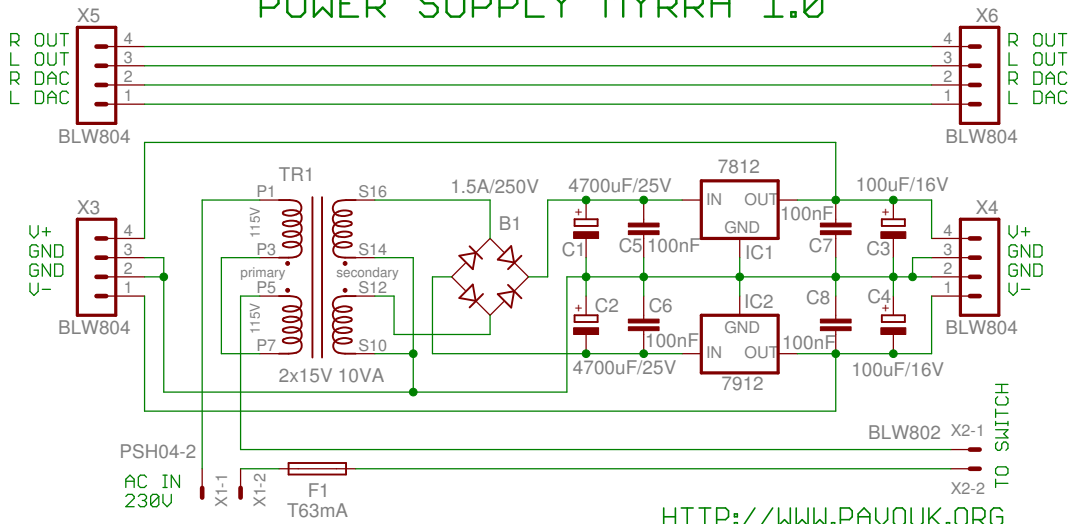 POWER SUPPLY MYRRH 1.0
X5
X6
R OUT 4
4 R OUT
L OUT 3
3 L OUT
R DAC 2
2 R DAC
L DAC 1
1 L DAC
BLW804
BLW804
TR1
7812
P1
S16
1.5A/250V
4700uF/25V
IN OUT
100uF/16V
115V
GND
100nF
X3
X4
B1
C1
C5
100nF
IC1
C7
C3
V+ 4
4 V+
GND 3
3 GND
GND 2
2 GND
V- 1
1 V-
P3
S14
primary
secondary
P5
S12
C2
C6
IC2
C8
C4
BLW804
BLW804
115V
GND
100nF
100nF
P7
S10
IN OUT
4700uF/25V
100uF/16V
2x15V 10VA
7912
PSH04-2
BLW802
X2-1
TO SWITCH
AC IN
230V
X1-1
X1-2
F1
T63mA
X2-2
HTTP://WWW.PAVOUK.ORG